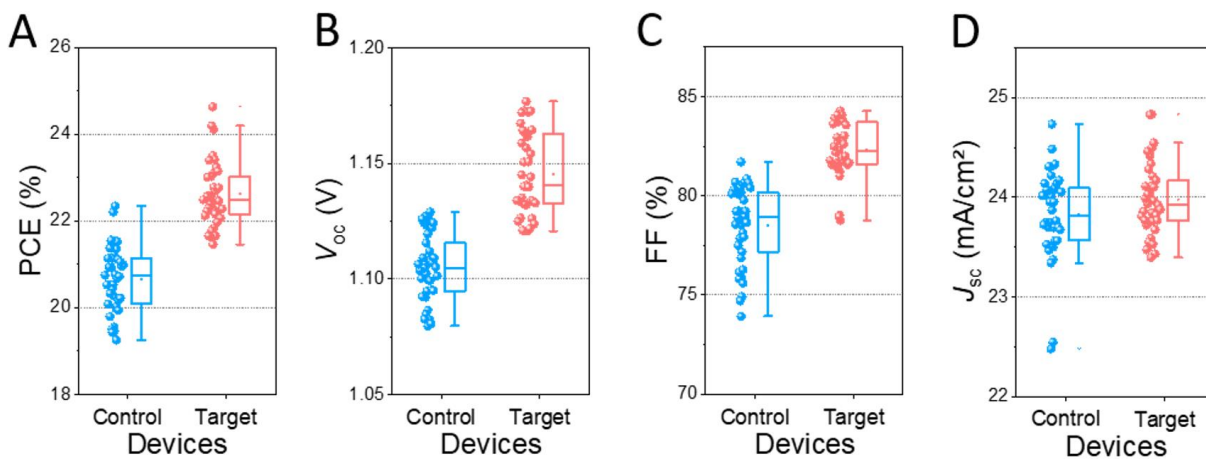 A
PCE (%)
26
24
22
20
18
Control Target
Devices
B
Voc (V)
1.20
1.15
1.10
1.05
Control Target
Devices
C
FF (%)
85
80
75
70
Control Target
Devices
D
Jsc (mA/cm²)
25
24
23
22
Control Target
Devices